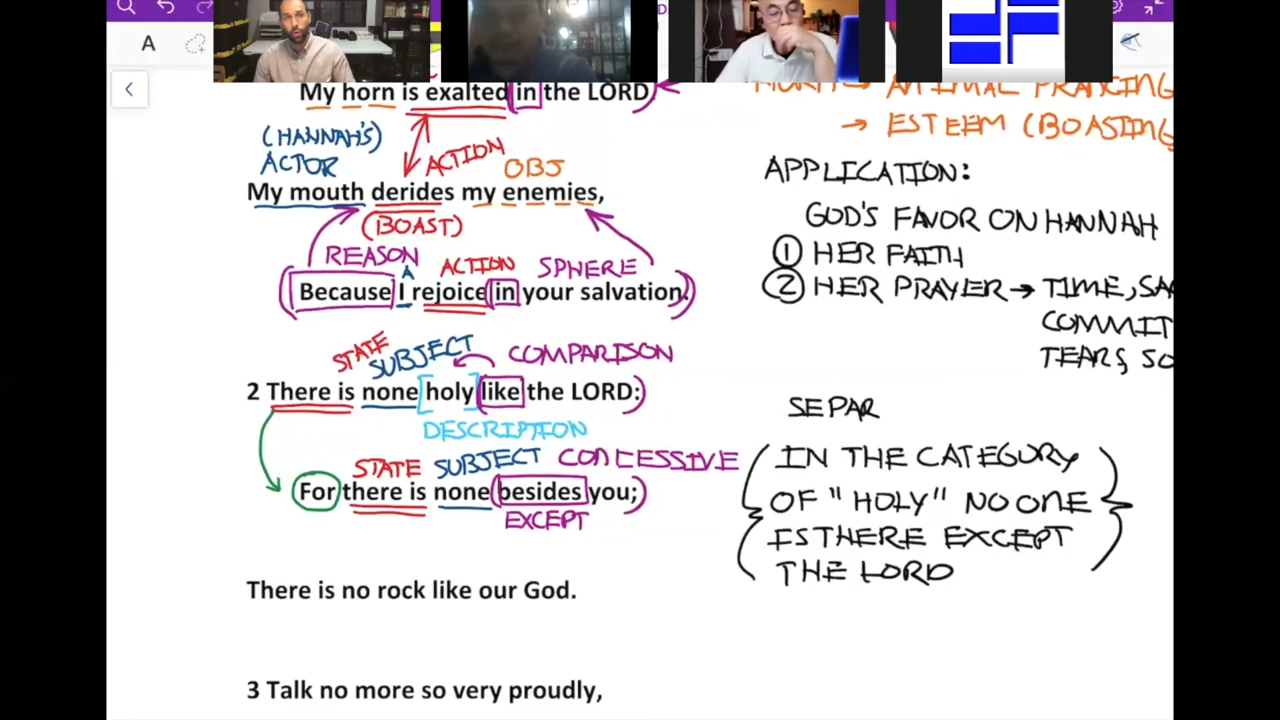 A
My horn is exalted in the LORD
ANIMAL PRANCING
→ ESTEEM (BOASTING
(HANNAH'S)
ACTOR
ACTION
OBJ
APPLICATION:
My mouth derides my enemies,
(BOAST)
GOD'S FAVOR ON HANNAH
① HER FAITH
② HER PRAYER → TIME,
COMMIT
TEARS, SO
REASON
A
ACTION
SPHERE
(Because I rejoice in your salvation.)
STATE
SUBJECT
COMPARISON
2 There is none [holy] (like the LORD:)
SEPAR
DESCRIPTION
STATE SUBJECT CONCESSIVE
For there is none (besides you;)
EXCEPT
IN THE CATEGORY
OF "HOLY" NO ONE
IS THERE EXCEPT
THE LORD
There is no rock like our God.
3 Talk no more so very proudly,